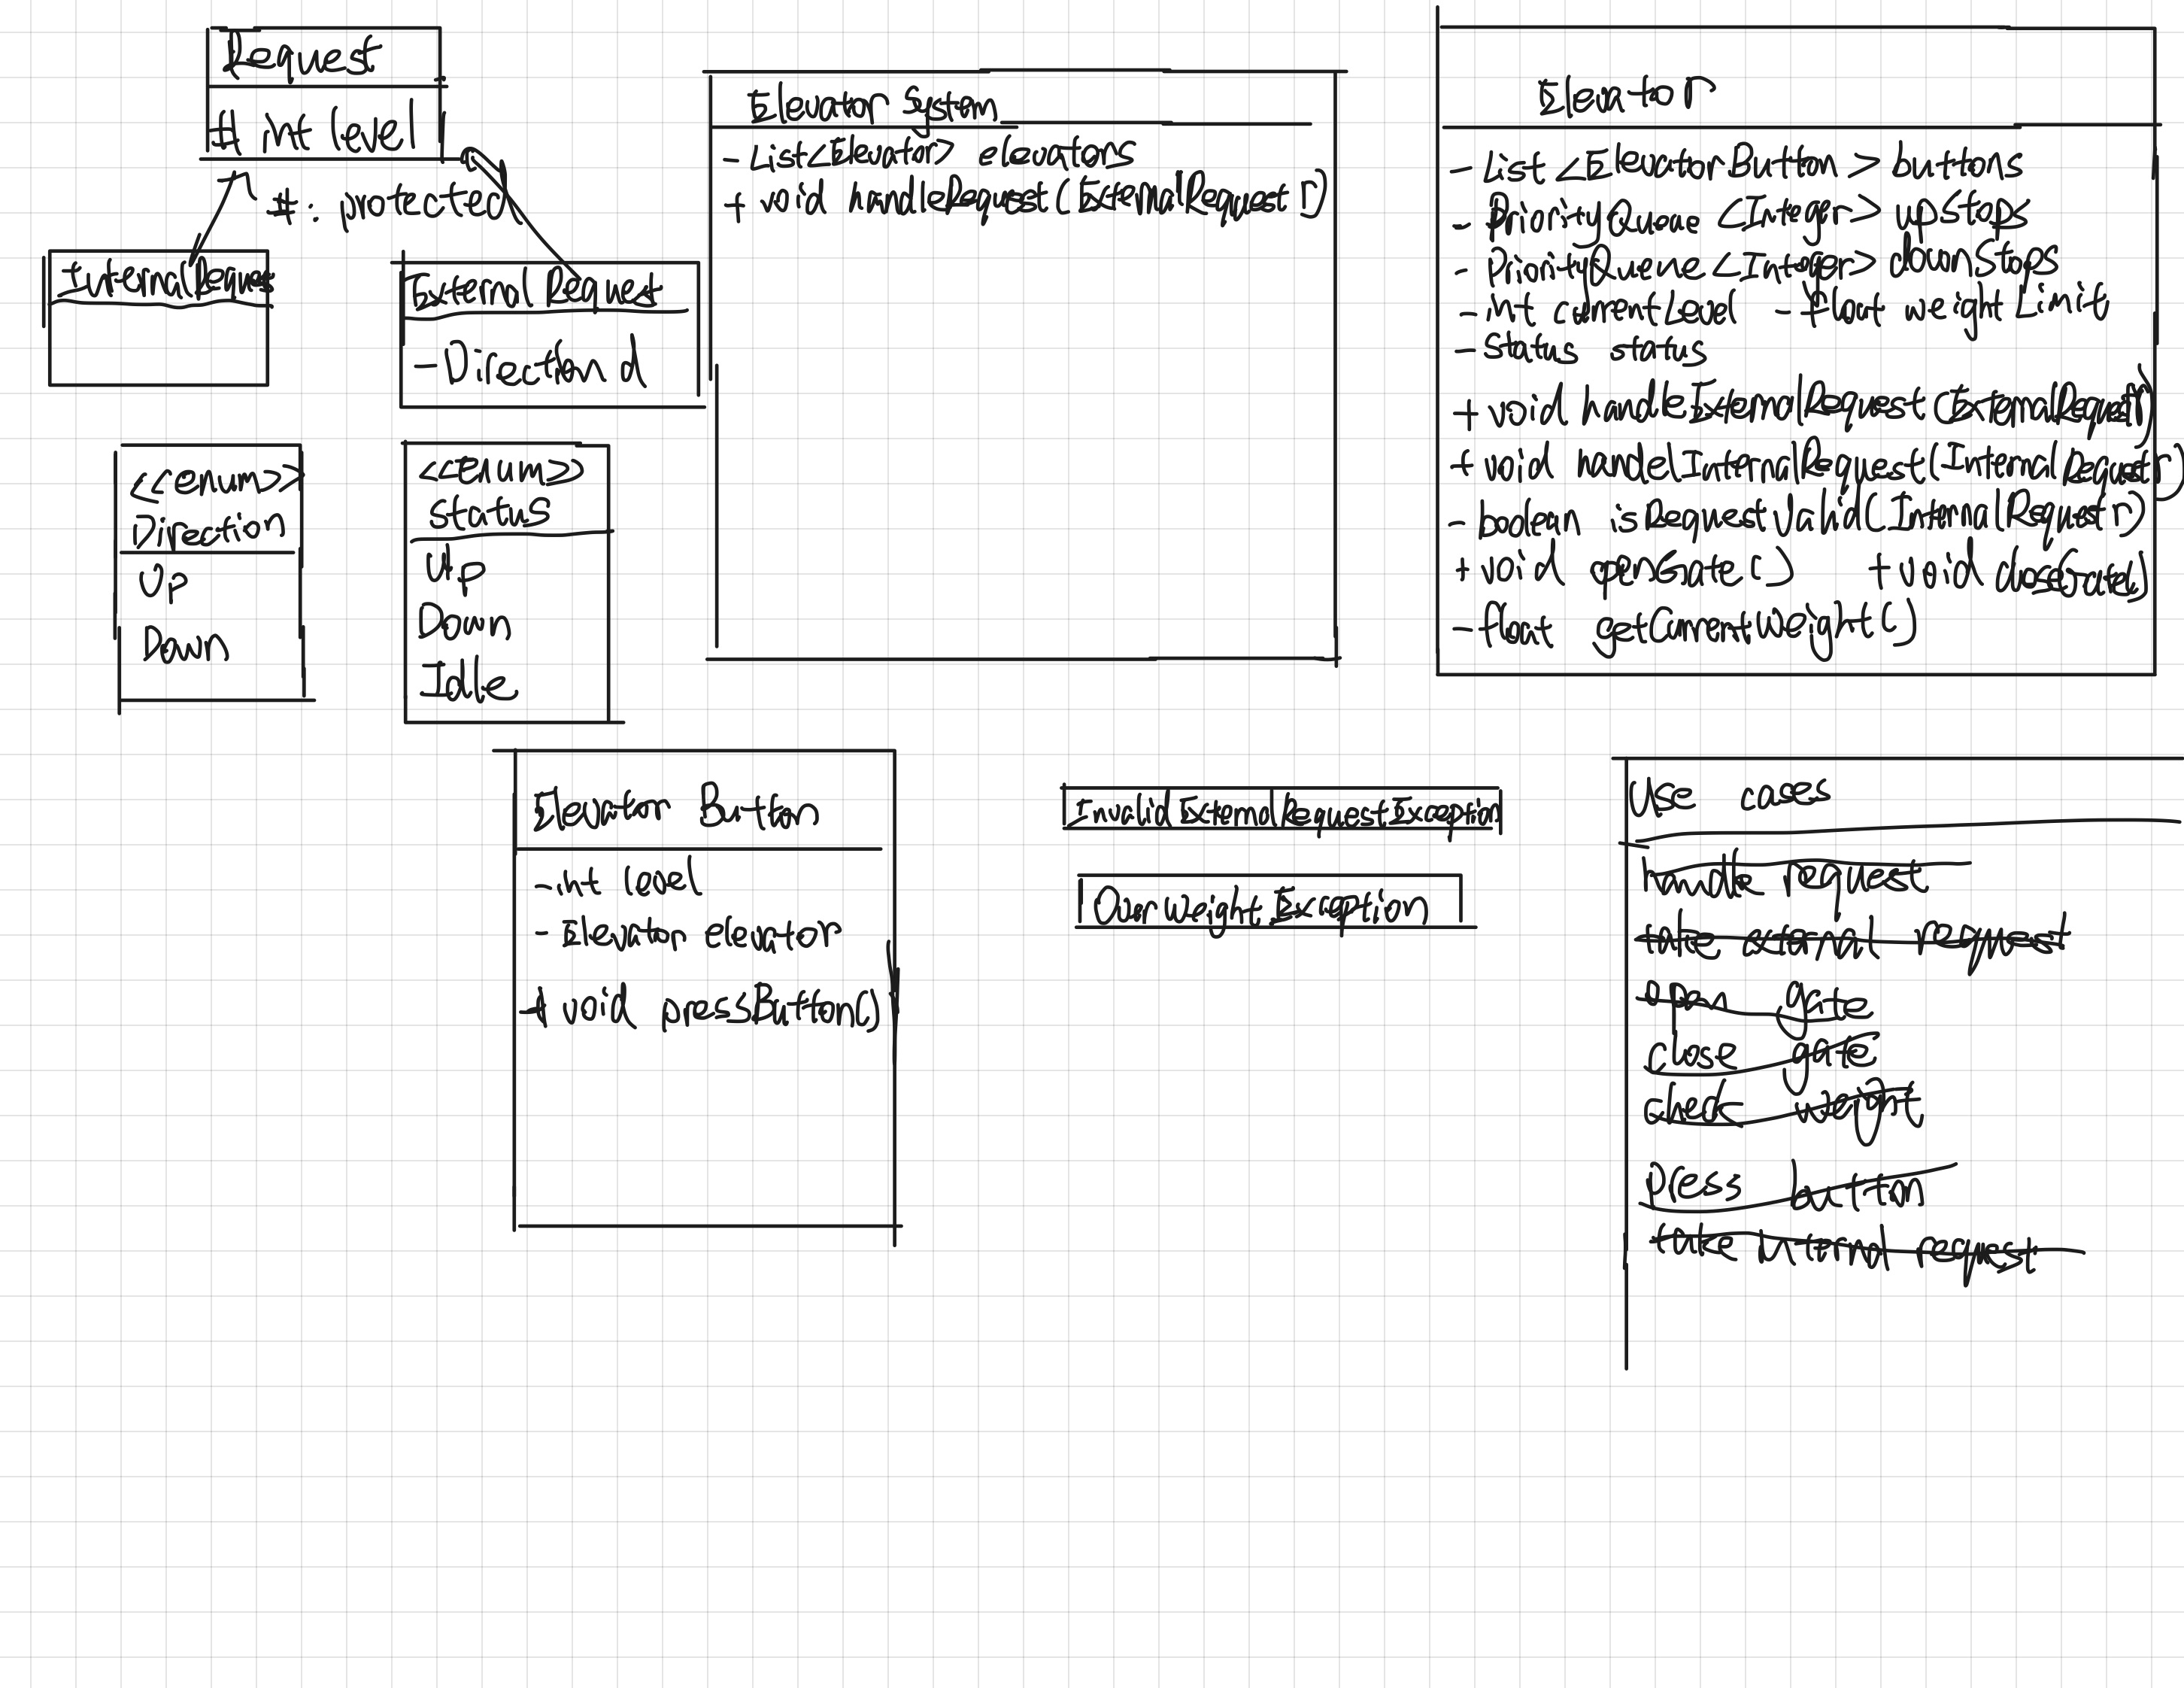 Request
# int level
#: protected
InternalReques
External Request
- Direction d
<<enum>>
Direction
Up
Down
<<enum>>
status
Up
Down
Idle
Elevator System
- List<Elevator> elevators
+ void handleRequest (ExternalRequest r)
Elevator
- List <ElevatorButton> buttons
- PriorityQueue <Integer> upStops
- PriorityQueue <Integer> downStops
- int currentLevel - float weight Limit
- Status status
+ void handleExternalRequest (ExternalRequest r)
+ void handelInternalRequest (InternalRequest r)
- boolean isRequestValid (InternalRequest r)
+ void openGate () + void closeGate()
- float getCurrentWeight ()
Elevator Button
- int level
- Elevator elevator
+ void pressButton()
InvalidExternalRequestException
OverweightException
Use cases
handle request
take external request
open gate
close gate
check weight
press button
take internal request